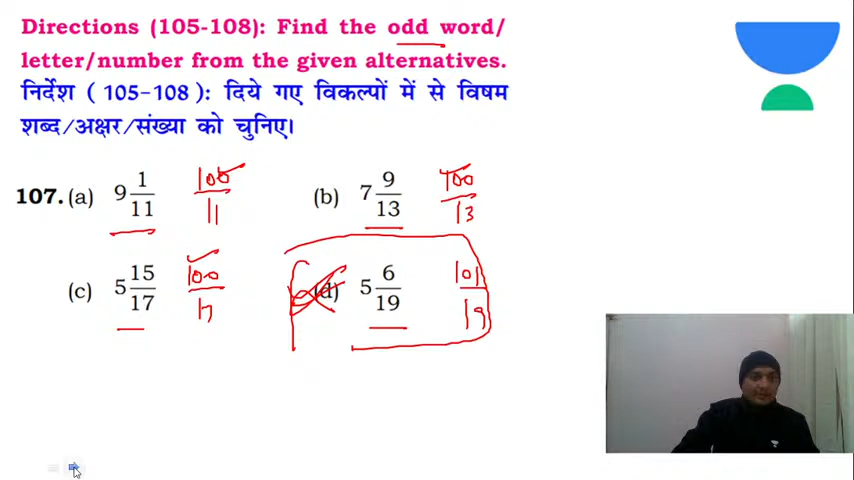 Directions (105-108): Find the odd word/
letter/number from the given alternatives.
निर्देश (105-108): दिये गए विकल्पों में से विषम
शब्द/अक्षर/संख्या को चुनिए।
107. (a) 9 1/11 100/11 (b) 7 9/13 100/13
(c) 5 15/17 100/17 (d) 5 6/19 101/19